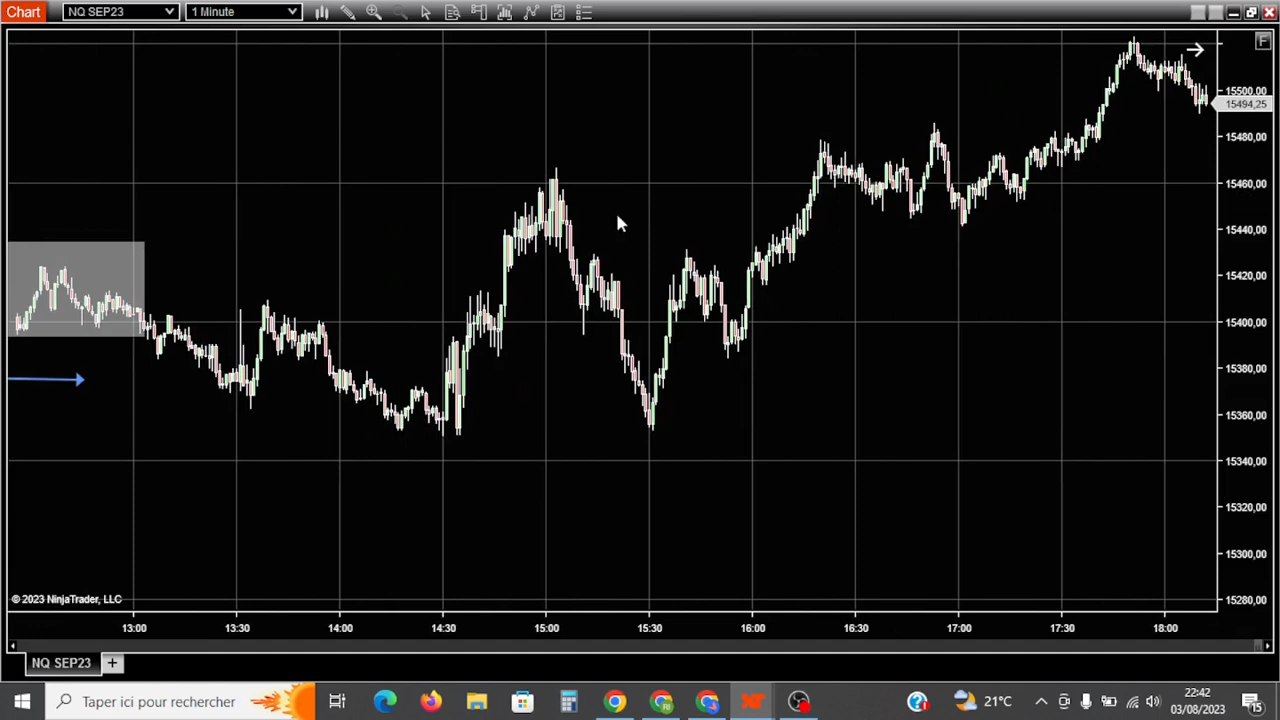 Chart NQ SEP23 1 Minute
F
15500,00
15494,25
15480,00
15460,00
15440,00
15420,00
15400,00
15380,00
15360,00
15340,00
15320,00
15300,00
15280,00
© 2023 NinjaTrader, LLC
13:00 13:30 14:00 14:30 15:00 15:30 16:00 16:30 17:00 17:30 18:00
NQ SEP23 +
Taper ici pour rechercher
21°C
22:42
03/08/2023
15